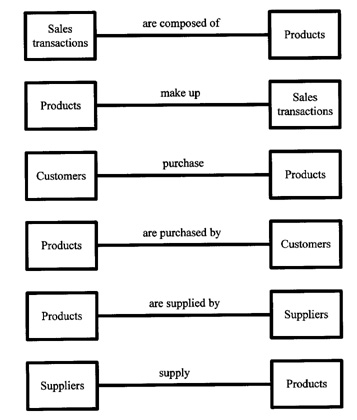 Sales
transactions
are composed of
Products
Products
make up
Sales
transactions
Customers
purchase
Products
Products
are purchased by
Customers
Products
are supplied by
Suppliers
Suppliers
supply
Products